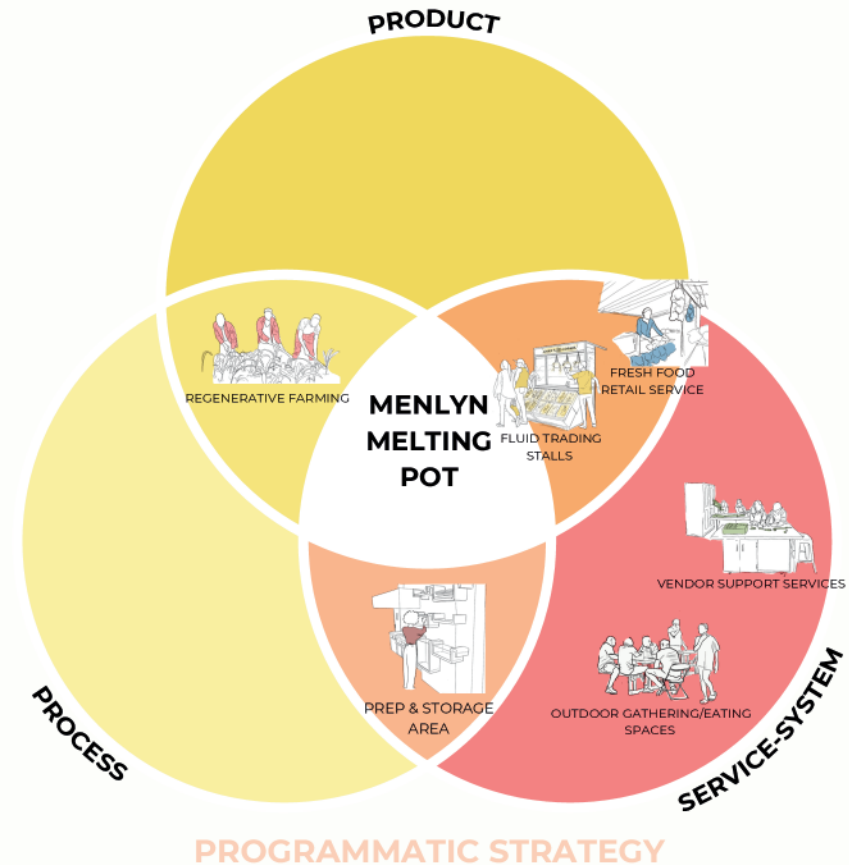 PRODUCT
REGENERATIVE FARMING
MENLYN
MELTING
POT
FRESH FOOD
RETAIL SERVICE
FLUID TRADING
STALLS
VENDOR SUPPORT SERVICES
PREP & STORAGE
AREA
OUTDOOR GATHERING/EATING
SPACES
PROCESS
SERVICE-SYSTEM
PROGRAMMATIC STRATEGY